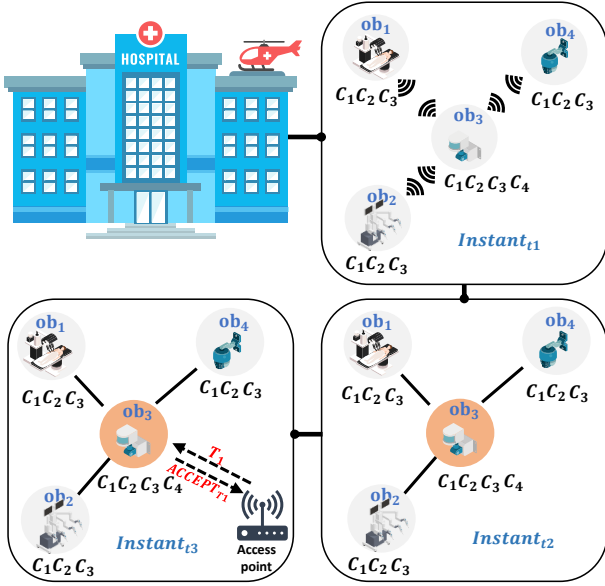 HOSPITAL
ob₁
C₁C₂C₃
ob₄
C₁C₂C₃
ob₃
C₁C₂C₃C₄
ob₂
C₁C₂C₃
Instantₜ₁
ob₁
C₁C₂C₃
ob₄
C₁C₂C₃
ob₃
C₁C₂C₃C₄
T₁
ACCEPT_T1
ob₂
C₁C₂C₃
Instantₜ₃
Access
point
ob₁
C₁C₂C₃
ob₄
C₁C₂C₃
ob₃
C₁C₂C₃C₄
ob₂
C₁C₂C₃
Instantₜ₂